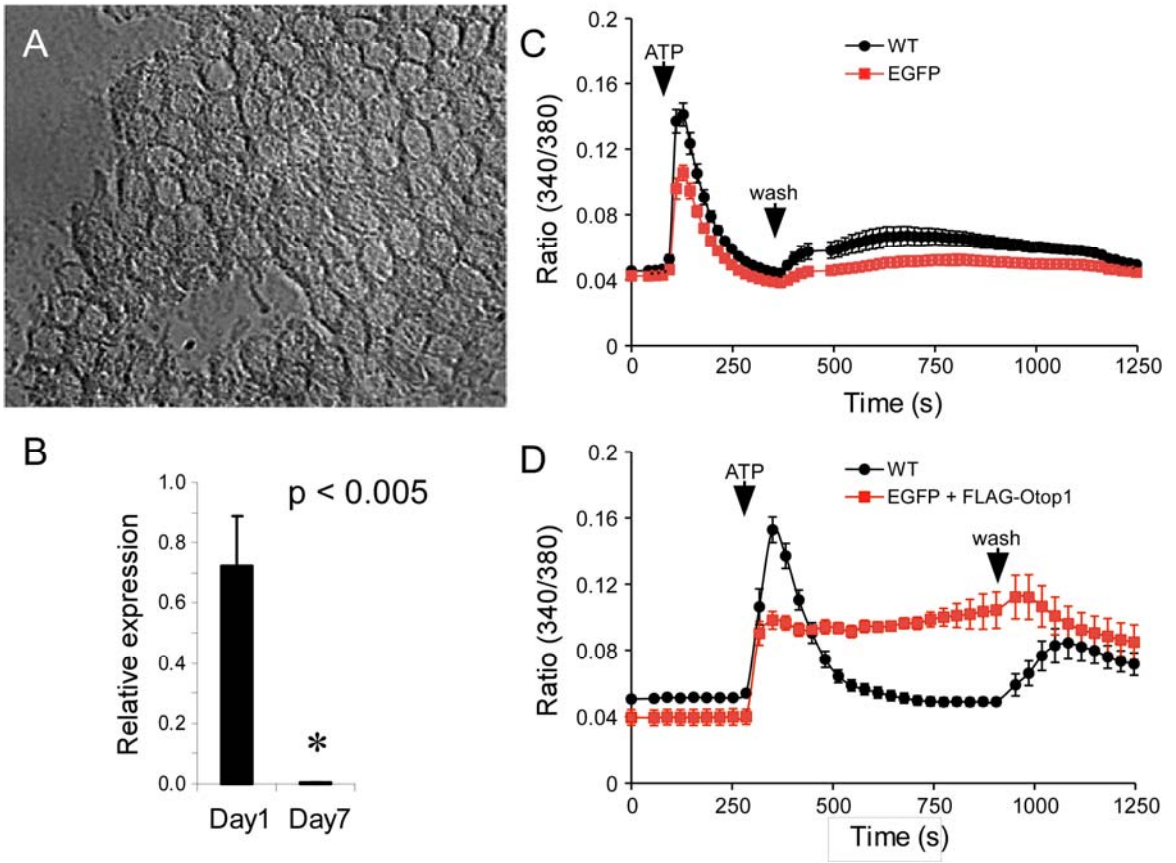 A
B
p < 0.005
Relative expression
1.0
0.8
0.6
0.4
0.2
0.0
*
Day1 Day7
C
WT
EGFP
ATP
wash
Ratio (340/380)
0.2
0.16
0.12
0.08
0.04
0
0 250 500 750 1000 1250
Time (s)
D
WT
EGFP + FLAG-Otop1
ATP
wash
Ratio (340/380)
0.2
0.16
0.12
0.08
0.04
0
0 250 500 750 1000 1250
Time (s)